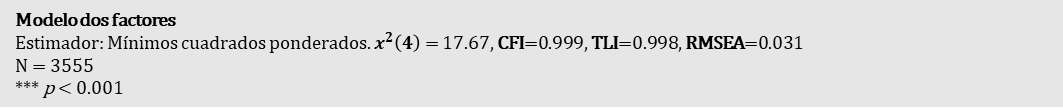 Modelo dos factores
Estimador: Mínimos cuadrados ponderados. x²(4) = 17.67, CFI=0.999, TLI=0.998, RMSEA=0.031
N = 3555
*** p < 0.001